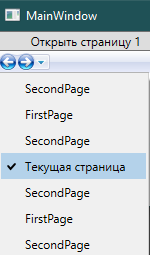 MainWindow
Открыть страницу 1
SecondPage
FirstPage
SecondPage
Текущая страница
SecondPage
FirstPage
SecondPage